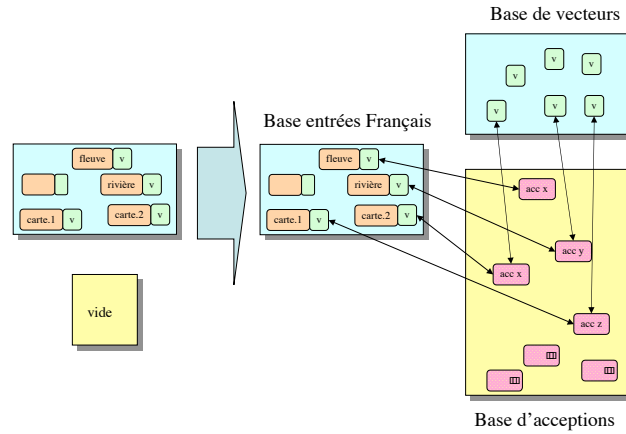 Base de vecteurs
v
v
v
v
v
v
Base entrées Français
fleuve v
rivière v
carte.1 v
carte.2 v
vide
fleuve v
rivière v
carte.1 v
carte.2 v
acc x
acc y
acc x
acc z
Base d'acceptions